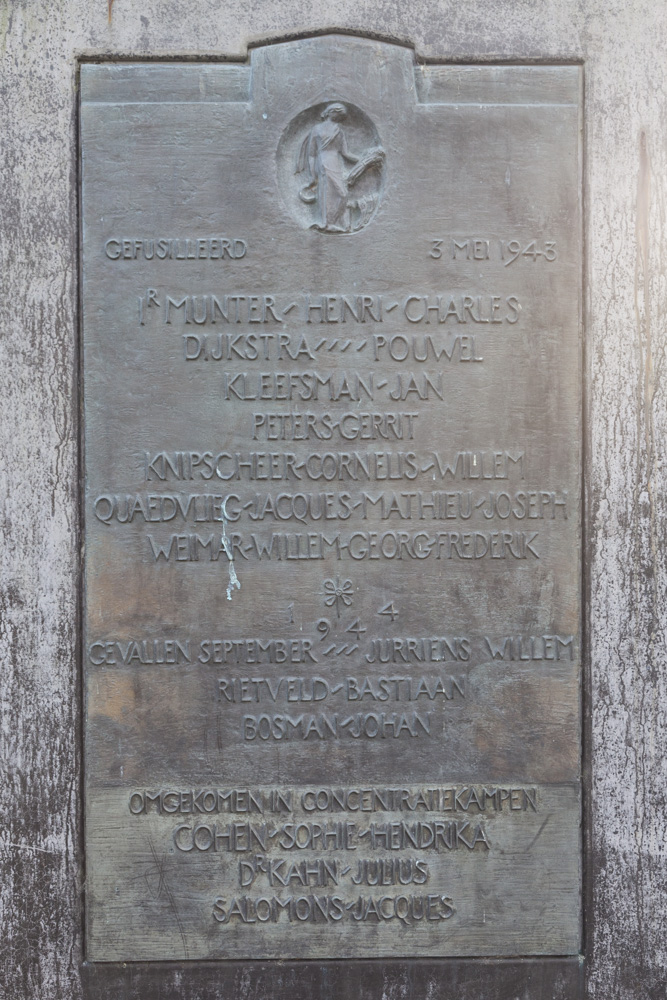 GEFUSILLEERD 3 MEI 1943
IR MUNTER~HENRI~CHARLES
DIJKSTRA~~~POUWEL
KLEEFSMAN~JAN
PETERS~GERRIT
KNIPSCHEER~CORNELIS~WILLEM
QUAEDVLIEG~JACQUES~MATHIEU~JOSEPH
WEIMAR~WILLEM~GEORG~FREDERIK
1944
GEVALLEN SEPTEMBER~~~JURRIENS WILLEM
RIETVELD~BASTIAAN
BOSMAN~JOHAN
OMGEKOMEN IN CONCENTRATIEKAMPEN
COHEN~SOPHIE~HENDRIKA
DR KAHN~JULIUS
SALOMONS~JACQUES